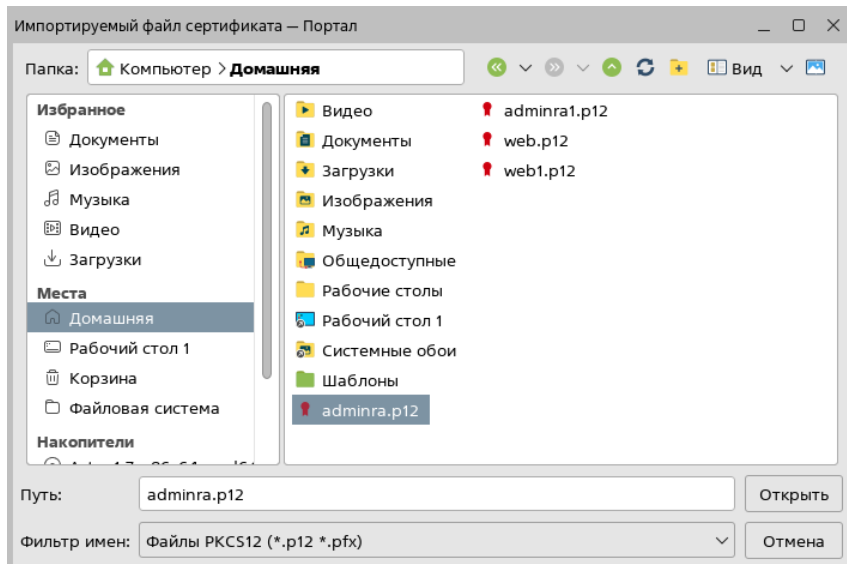 Импортируемый файл сертификата — Портал
Папка: Компьютер > Домашняя
Вид
Избранное
Документы
Изображения
Музыка
Видео
Загрузки
Места
Домашняя
Рабочий стол 1
Корзина
Файловая система
Накопители
Видео
Документы
Загрузки
Изображения
Музыка
Общедоступные
Рабочие столы
Рабочий стол 1
Системные обои
Шаблоны
adminra.p12
adminra1.p12
web.p12
web1.p12
Путь: adminra.p12 Открыть
Фильтр имен: Файлы PKCS12 (*.p12 *.pfx) Отмена